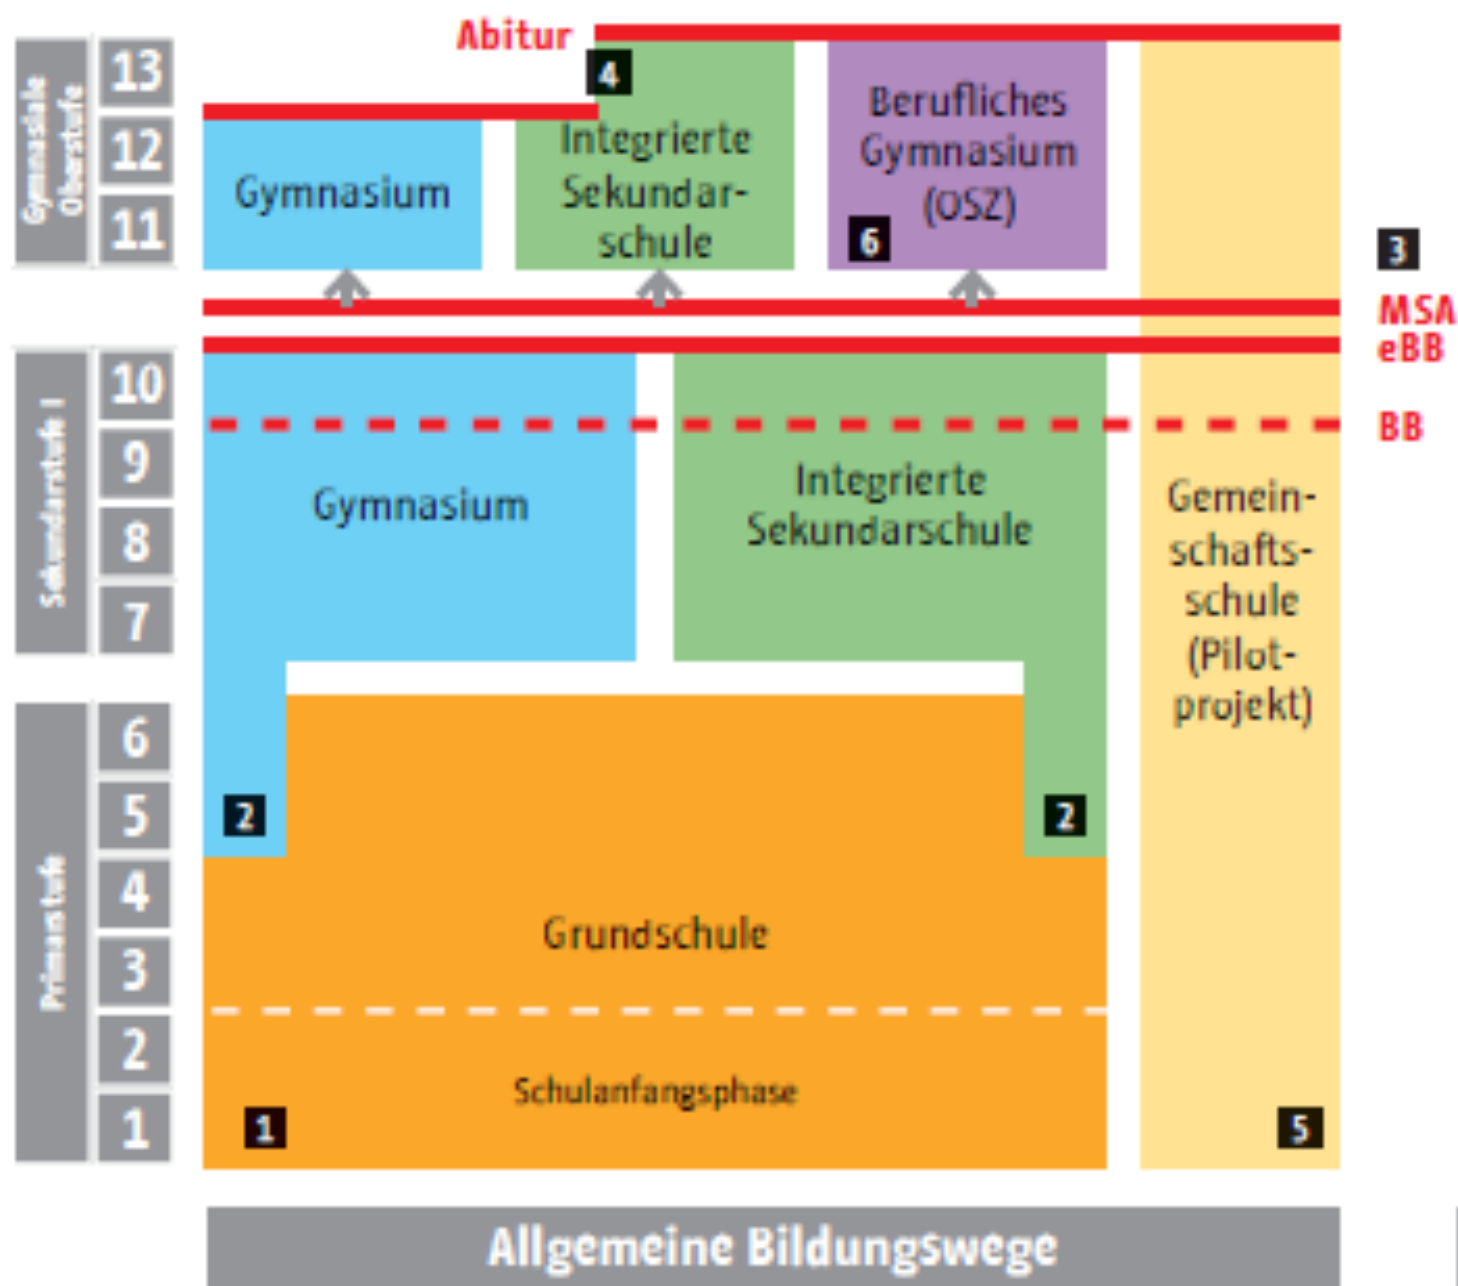 Abitur
Gymnasiale
Oberstufe
13
12
11
4
Gymnasium
Integrierte
Sekundar-
schule
Berufliches
Gymnasium
(OSZ)
6
3
MSA
eBB
BB
Sekundarstufe I
10
9
8
7
Gymnasium
Integrierte
Sekundarschule
Gemein-
schafts-
schule
(Pilot-
projekt)
Primarstufe
6
5
4
3
2
1
2
2
Grundschule
Schulanfangsphase
1
5
Allgemeine Bildungswege